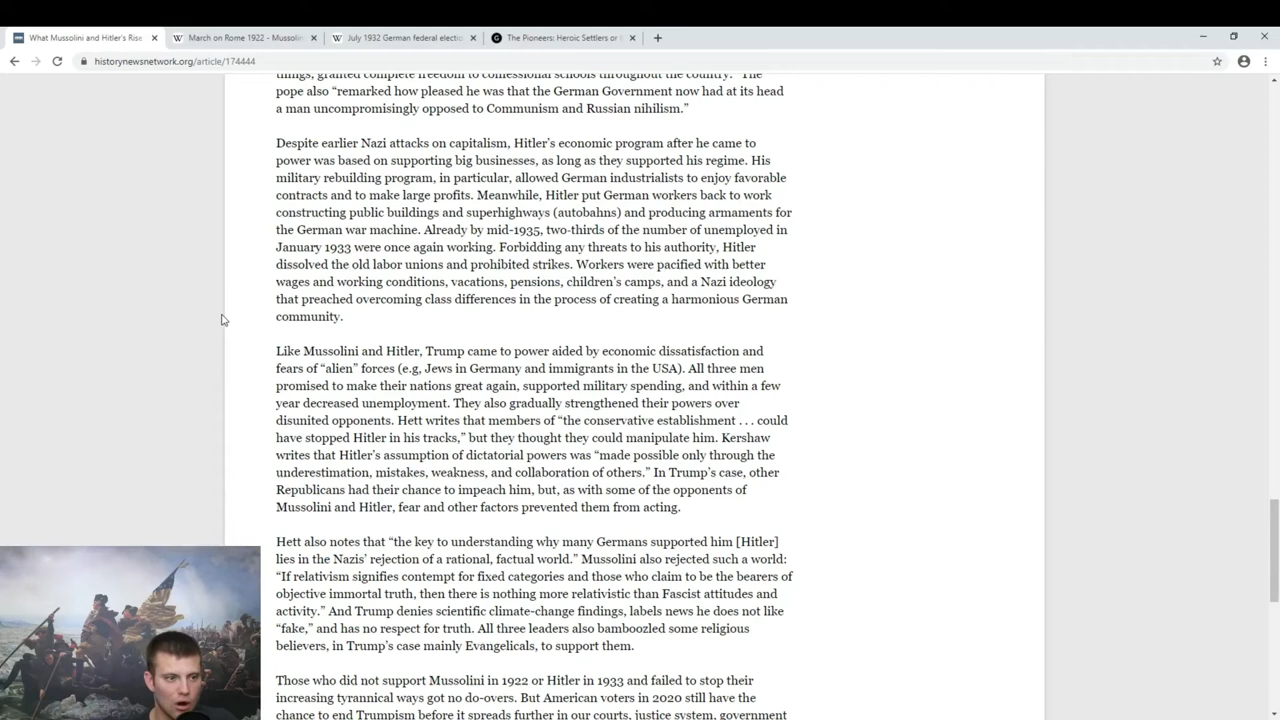 What Mussolini and Hitler's Rise
March on Rome 1922 - Mussolin
July 1932 German federal electio
The Pioneers: Heroic Settlers or
historynewsnetwork.org/article/174444
things, granted complete freedom to confessional schools throughout the country.” The
pope also “remarked how pleased he was that the German Government now had at its head
a man uncompromisingly opposed to Communism and Russian nihilism.”
Despite earlier Nazi attacks on capitalism, Hitler’s economic program after he came to
power was based on supporting big businesses, as long as they supported his regime. His
military rebuilding program, in particular, allowed German industrialists to enjoy favorable
contracts and to make large profits. Meanwhile, Hitler put German workers back to work
constructing public buildings and superhighways (autobahns) and producing armaments for
the German war machine. Already by mid-1935, two-thirds of the number of unemployed in
January 1933 were once again working. Forbidding any threats to his authority, Hitler
dissolved the old labor unions and prohibited strikes. Workers were pacified with better
wages and working conditions, vacations, pensions, children’s camps, and a Nazi ideology
that preached overcoming class differences in the process of creating a harmonious German
community.
Like Mussolini and Hitler, Trump came to power aided by economic dissatisfaction and
fears of “alien” forces (e.g, Jews in Germany and immigrants in the USA). All three men
promised to make their nations great again, supported military spending, and within a few
year decreased unemployment. They also gradually strengthened their powers over
disunited opponents. Hett writes that members of “the conservative establishment . . . could
have stopped Hitler in his tracks,” but they thought they could manipulate him. Kershaw
writes that Hitler’s assumption of dictatorial powers was “made possible only through the
underestimation, mistakes, weakness, and collaboration of others.” In Trump’s case, other
Republicans had their chance to impeach him, but, as with some of the opponents of
Mussolini and Hitler, fear and other factors prevented them from acting.
Hett also notes that “the key to understanding why many Germans supported him [Hitler]
lies in the Nazis’ rejection of a rational, factual world.” Mussolini also rejected such a world:
“If relativism signifies contempt for fixed categories and those who claim to be the bearers of
objective immortal truth, then there is nothing more relativistic than Fascist attitudes and
activity.” And Trump denies scientific climate-change findings, labels news he does not like
“fake,” and has no respect for truth. All three leaders also bamboozled some religious
believers, in Trump’s case mainly Evangelicals, to support them.
Those who did not support Mussolini in 1922 or Hitler in 1933 and failed to stop their
increasing tyrannical ways got no do-overs. But American voters in 2020 still have the
chance to end Trumpism before it spreads further in our courts, justice system, government